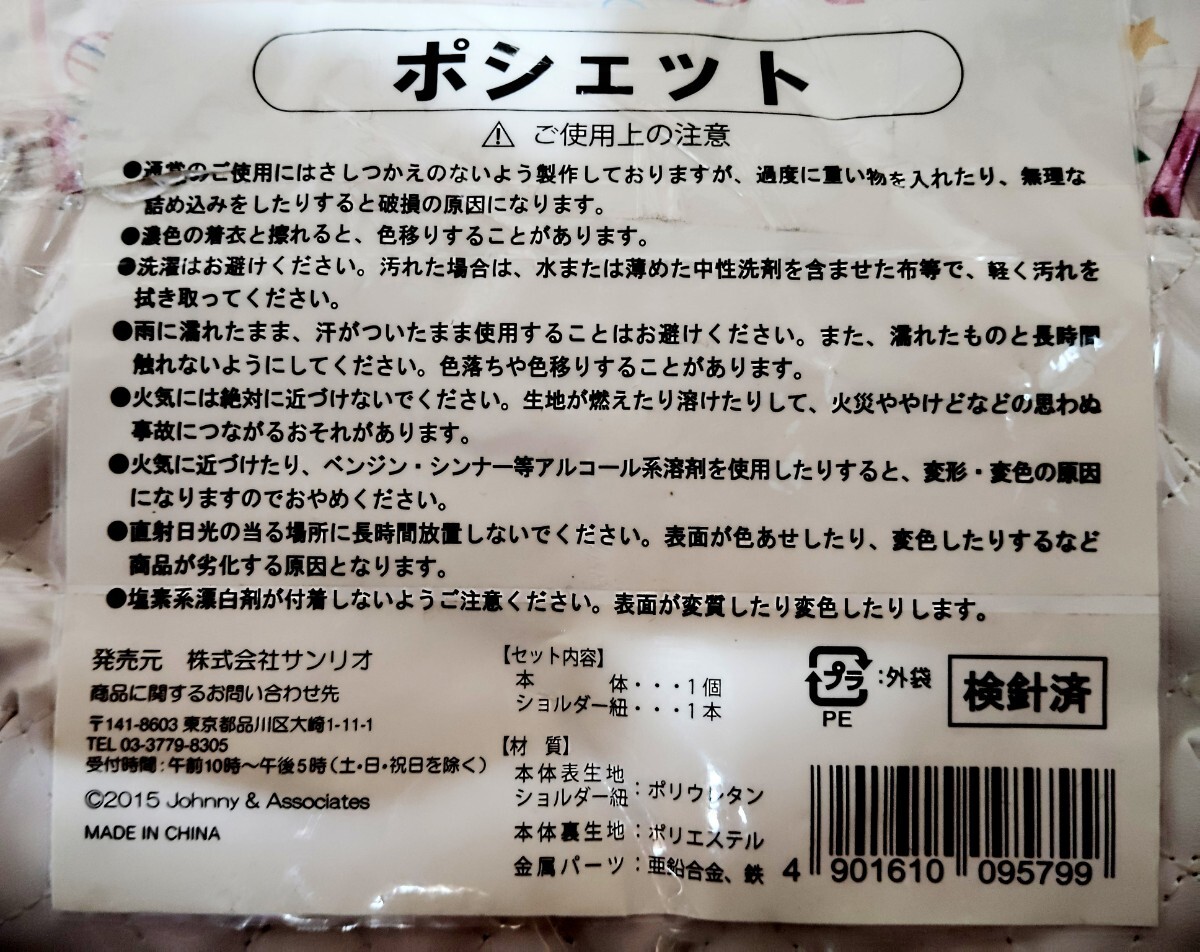 ポシェット
⚠ ご使用上の注意
●通常のご使用にはさしつかえのないよう製作しておりますが、過度に重い物を入れたり、無理な
詰め込みをしたりすると破損の原因になります。
●濃色の着衣と擦れると、色移りすることがあります。
●洗濯はお避けください。汚れた場合は、水または薄めた中性洗剤を含ませた布等で、軽く汚れを
拭き取ってください。
●雨に濡れたまま、汗がついたまま使用することはお避けください。また、濡れたものと長時間
触れないようにしてください。色落ちや色移りすることがあります。
●火気には絶対に近づけないでください。生地が燃えたり溶けたりして、火災ややけどなどの思わぬ
事故につながるおそれがあります。
●火気に近づけたり、ベンジン・シンナー等アルコール系溶剤を使用したりすると、変形・変色の原因
になりますのでおやめください。
●直射日光の当る場所に長時間放置しないでください。表面が色あせしたり、変色したりするなど
商品が劣化する原因となります。
●塩素系漂白剤が付着しないようご注意ください。表面が変質したり変色したりします。
発売元 株式会社サンリオ
商品に関するお問い合わせ先
〒141-8603 東京都品川区大崎1-11-1
TEL 03-3779-8305
受付時間:午前10時〜午後5時(土・日・祝日を除く)
©2015 Johnny & Associates
MADE IN CHINA
【セット内容】
本 体・・・1個
ショルダー紐・・・1本
【材 質】
本体表生地
ショルダー紐:ポリウレタン
本体裏生地:ポリエステル
金属パーツ:亜鉛合金、鉄
プラ:外袋
PE
検針済
4 901610 095799